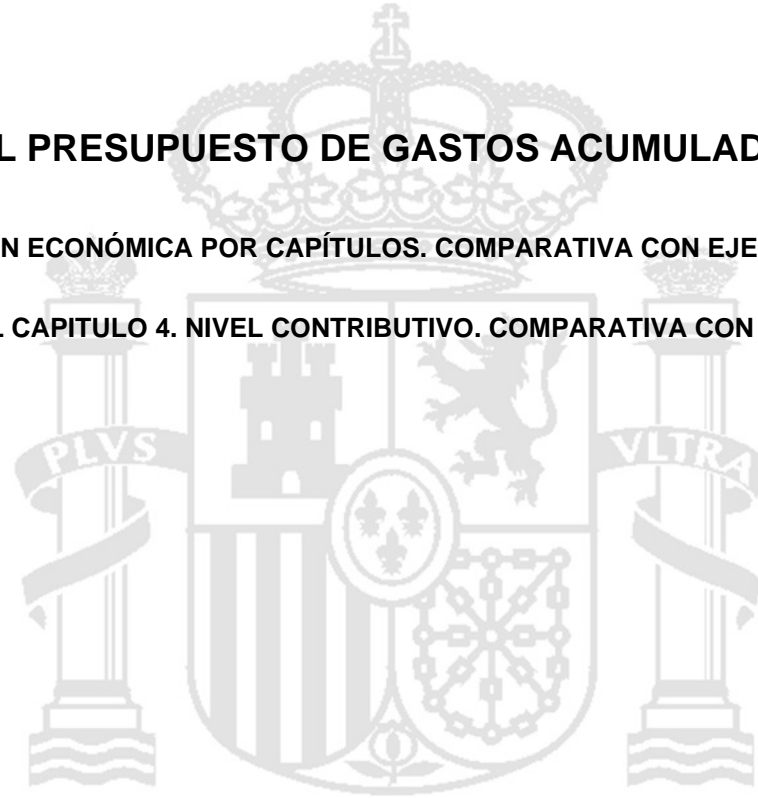 L PRESUPUESTO DE GASTOS ACUMULAD
N ECONÓMICA POR CAPÍTULOS. COMPARATIVA CON EJE
L CAPITULO 4. NIVEL CONTRIBUTIVO. COMPARATIVA CON
PLVS
VLTRA